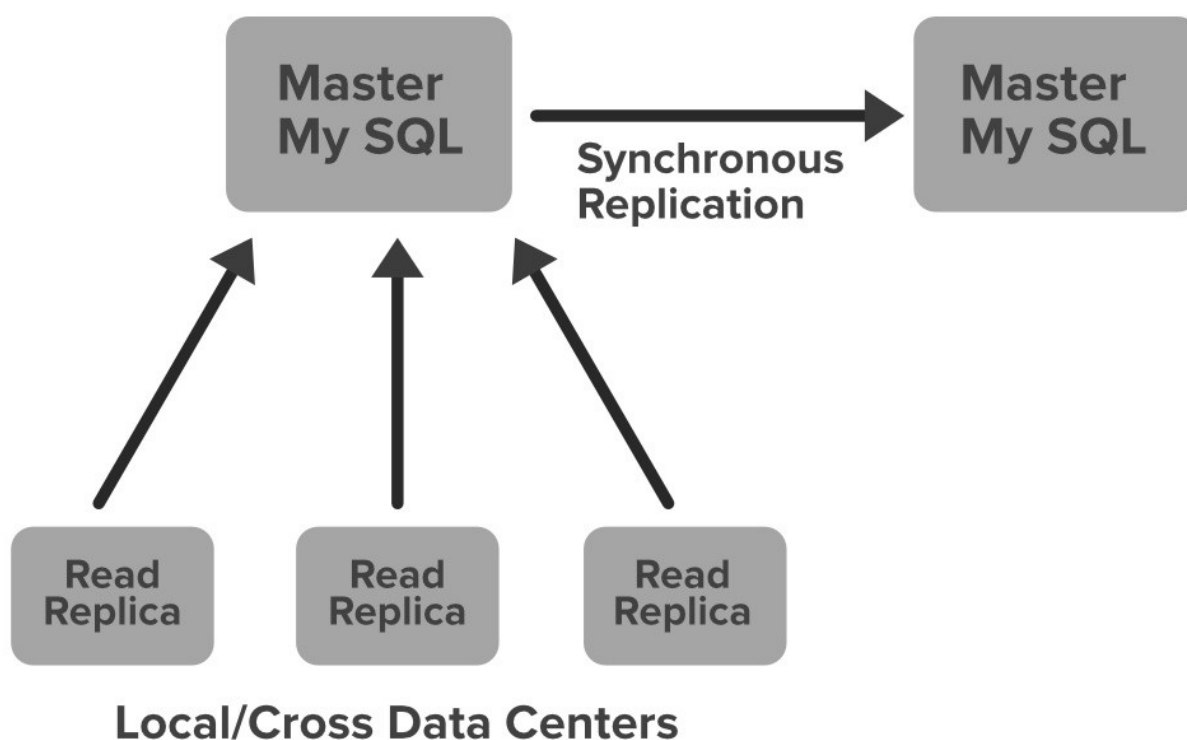 Master
My SQL
Master
My SQL
Synchronous
Replication
Read
Replica
Read
Replica
Read
Replica
Local/Cross Data Centers